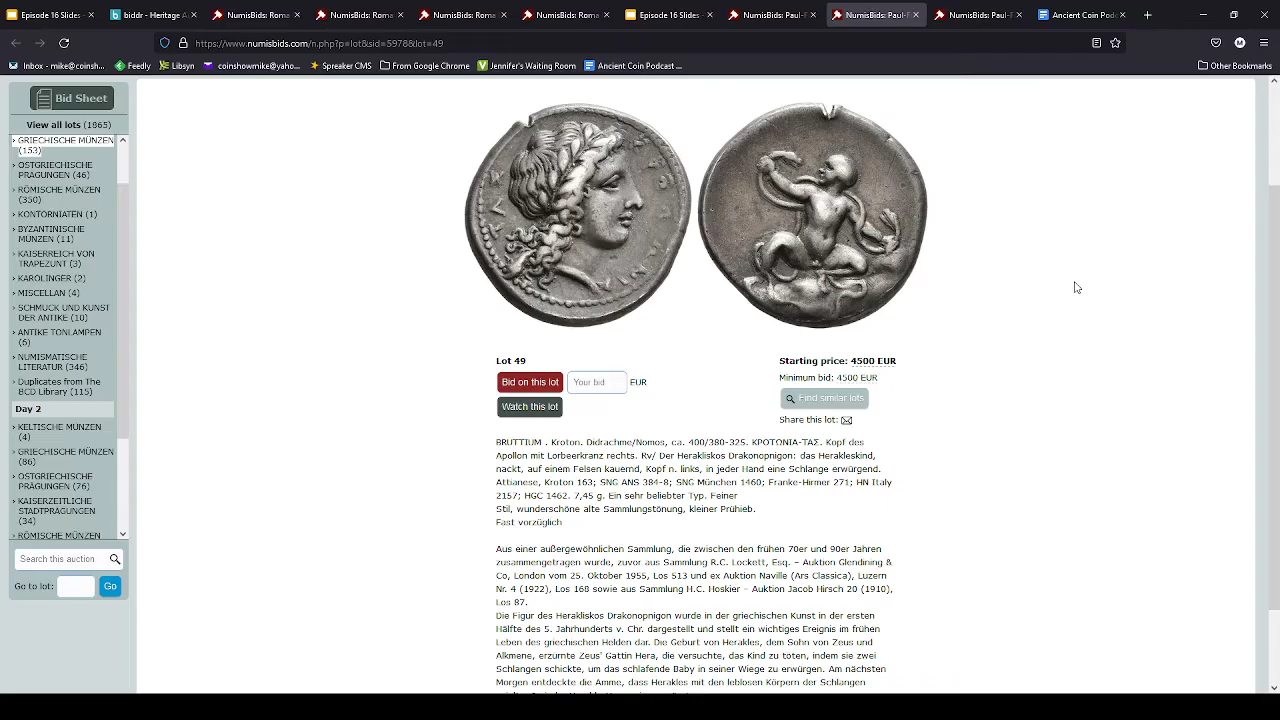 Episode 16 Slides -
biddr - Heritage A
NumisBids: Roma
NumisBids: Roma
NumisBids: Roma
NumisBids: Roma
Episode 16 Slides -
NumisBids: Paul-F
NumisBids: Paul-F
NumisBids: Paul-F
Ancient Coin Podc
https://www.numisbids.com/n.php?p=lot&sid=5978&lot=49
M
Inbox - mike@coinsh...
Feedly
Libsyn
coinshowmike@yaho...
Spreaker CMS
From Google Chrome
Jennifer's Waiting Room
Ancient Coin Podcast ...
Other Bookmarks
Bid Sheet
View all lots (1865)
GRIECHISCHE MÜNZEN
(153)
OSTGRIECHISCHE
PRÄGUNGEN (46)
RÖMISCHE MÜNZEN
(350)
KONTORNIATEN (1)
BYZANTINISCHE
MÜNZEN (11)
KAISERREICH VON
TRAPEZUNT (3)
KAROLINGER (2)
MISCELLAN (4)
SCHMUCK UND KUNST
DER ANTIKE (10)
ANTIKE TONLAMPEN
(6)
NUMISMATISCHE
LITERATUR (346)
Duplicates from The
BCD Library (115)
Day 2
KELTISCHE MÜNZEN
(4)
GRIECHISCHE MÜNZEN
(86)
OSTGRIECHISCHE
PRÄGUNGEN (76)
KAISERZEITLICHE
STADTPRÄGUNGEN
(34)
RÖMISCHE MÜNZEN
Search this auction
Go to lot:
Go
Lot 49
Bid on this lot
Your bid
EUR
Watch this lot
Starting price: 4500 EUR
Minimum bid: 4500 EUR
Find similar lots
Share this lot:
BRUTTIUM . Kroton. Didrachme/Nomos, ca. 400/380-325. ΚΡΟΤΩΝΙΑ-ΤΑΣ. Kopf des
Apollon mit Lorbeerkranz rechts. Rv/ Der Herakliskos Drakonopnigon: das Herakleskind,
nackt, auf einem Felsen kauernd, Kopf n. links, in jeder Hand eine Schlange erwürgend.
Attianese, Kroton 163; SNG ANS 384-8; SNG München 1460; Franke-Hirmer 271; HN Italy
2157; HGC 1462. 7,45 g. Ein sehr beliebter Typ. Feiner
Stil, wunderschöne alte Sammlungstönung, kleiner Prühieb.
Fast vorzüglich
Aus einer außergewöhnlichen Sammlung, die zwischen den frühen 70er und 90er Jahren
zusammengetragen wurde, zuvor aus Sammlung R.C. Lockett, Esq. – Auktion Glendining &
Co, London vom 25. Oktober 1955, Los 513 und ex Auktion Naville (Ars Classica), Luzern
Nr. 4 (1922), Los 168 sowie aus Sammlung H.C. Hoskier – Auktion Jacob Hirsch 20 (1910),
Los 87.
Die Figur des Herakliskos Drakonopnigon wurde in der griechischen Kunst in der ersten
Hälfte des 5. Jahrhunderts v. Chr. dargestellt und stellt ein wichtiges Ereignis im frühen
Leben des griechischen Helden dar. Die Geburt von Herakles, dem Sohn von Zeus und
Alkmene, erzürnte Zeus' Gattin Hera, die versuchte, das Kind zu töten, indem sie zwei
Schlangen schickte, um das schlafende Baby in seiner Wiege zu erwürgen. Am nächsten
Morgen entdeckte die Amme, dass Herakles mit den leblosen Körpern der Schlangen